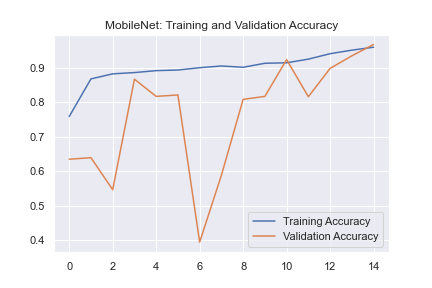 MobileNet: Training and Validation Accuracy
0.9
0.8
0.7
0.6
0.5
0.4
0 2 4 6 8 10 12 14
Training Accuracy
Validation Accuracy